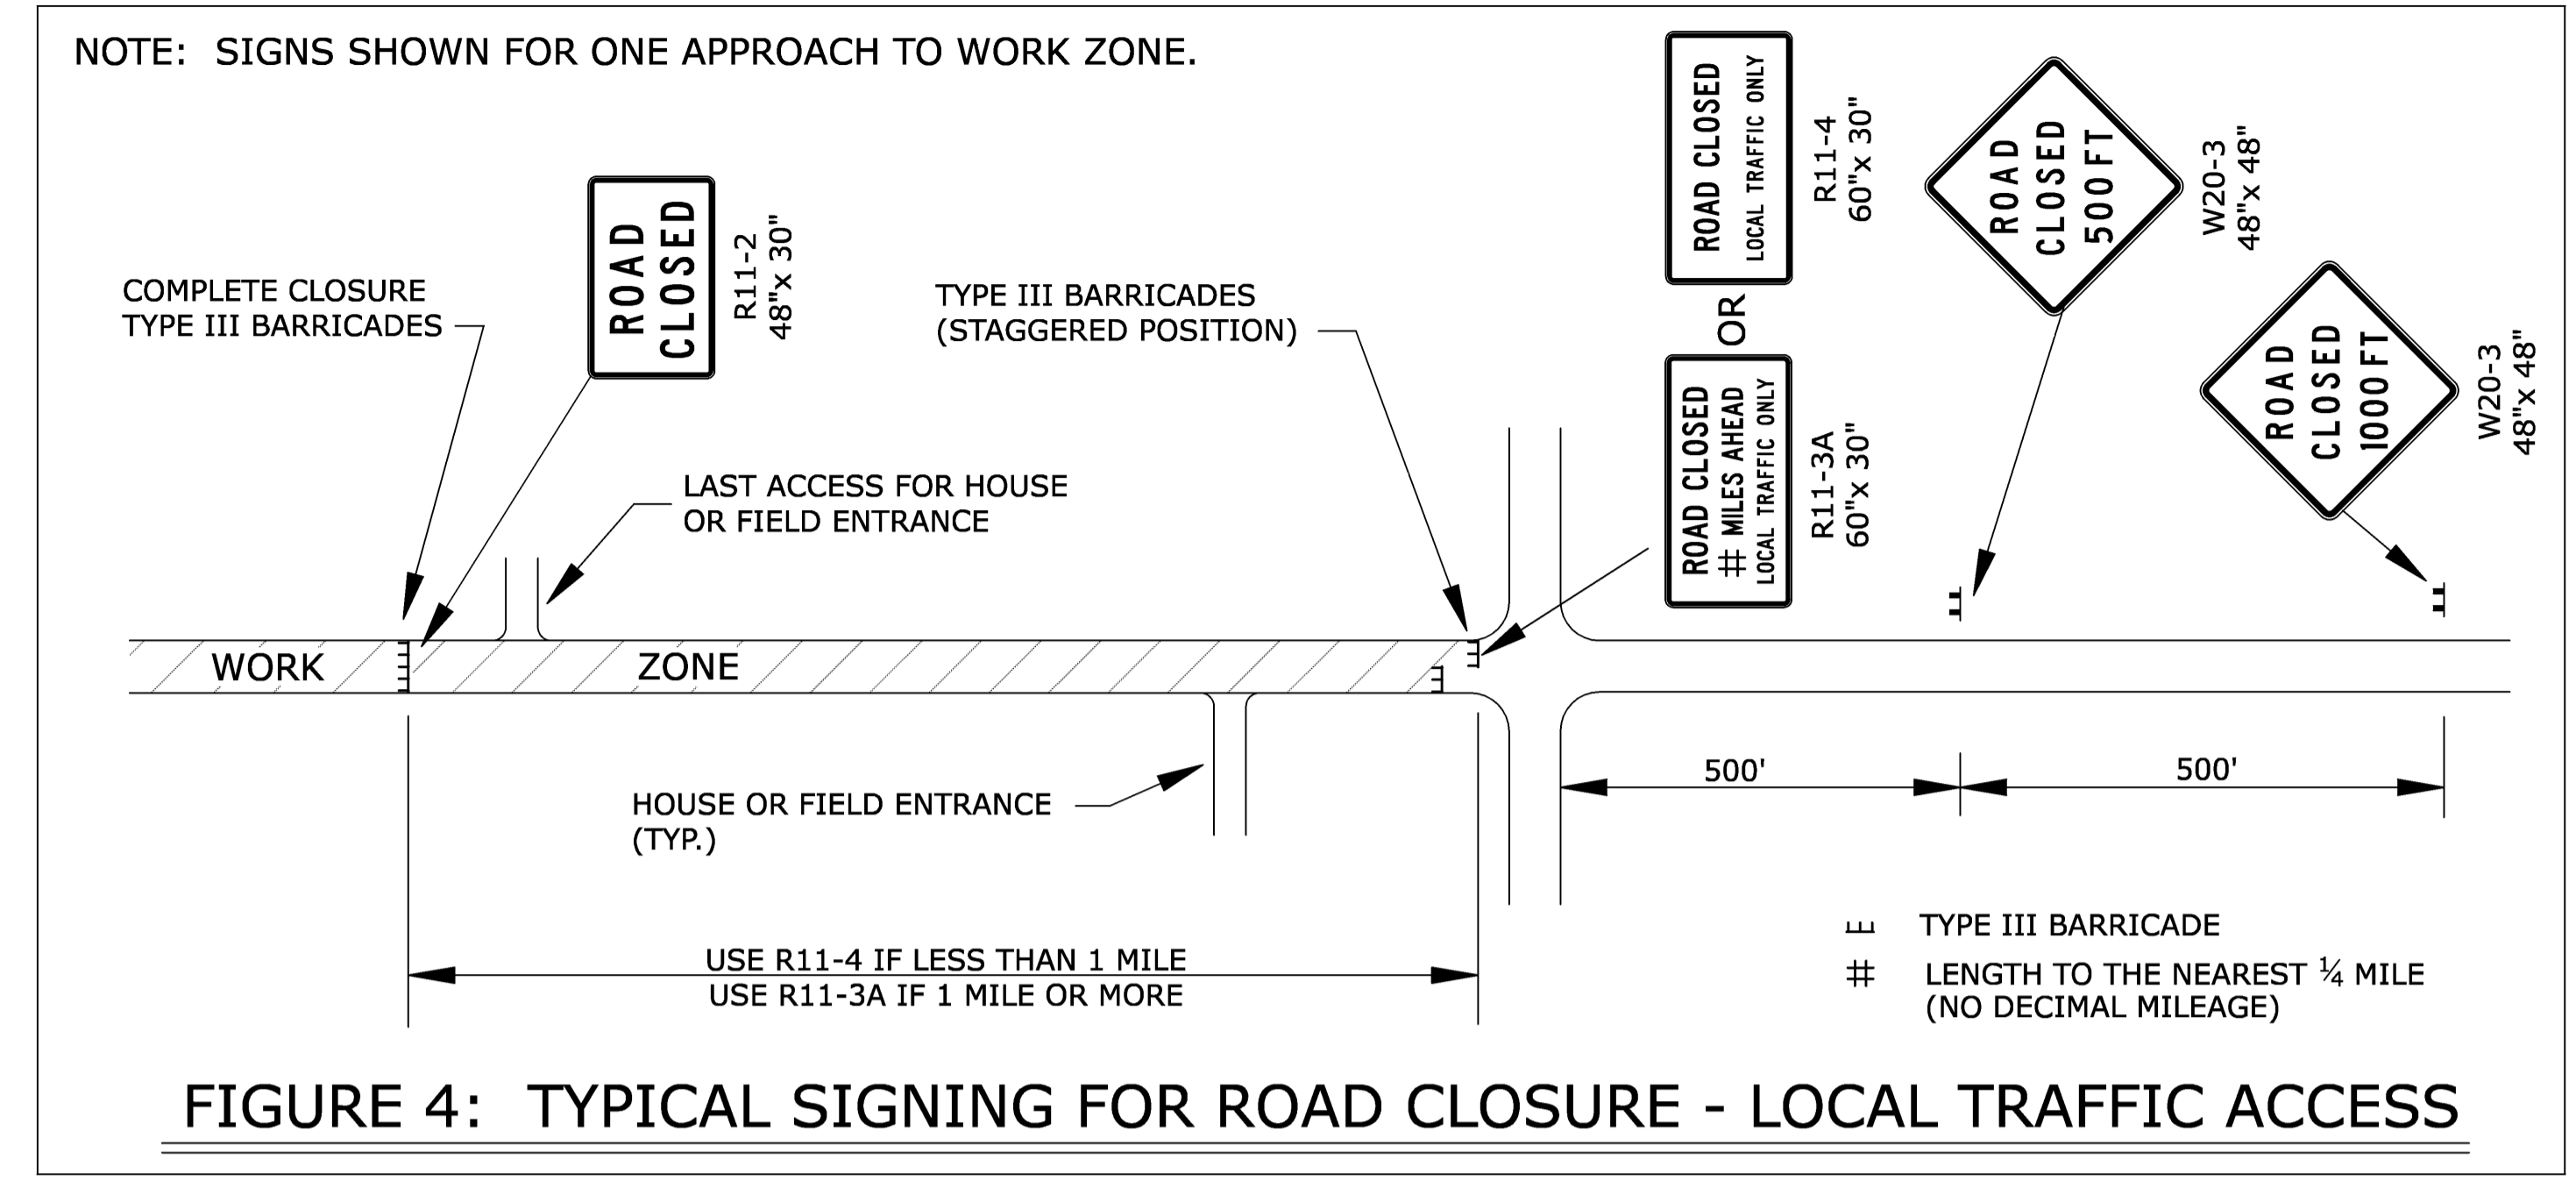 NOTE: SIGNS SHOWN FOR ONE APPROACH TO WORK ZONE.
COMPLETE CLOSURE
TYPE III BARRICADES
ROAD
CLOSED
R11-2
48"x 30"
LAST ACCESS FOR HOUSE
OR FIELD ENTRANCE
TYPE III BARRICADES
(STAGGERED POSITION)
ROAD CLOSED
LOCAL TRAFFIC ONLY
R11-4
60"x 30"
OR
ROAD CLOSED
# MILES AHEAD
LOCAL TRAFFIC ONLY
R11-3A
60"x 30"
ROAD
CLOSED
500FT
W20-3
48"x 48"
ROAD
CLOSED
1000FT
W20-3
48"x 48"
WORK
ZONE
HOUSE OR FIELD ENTRANCE
(TYP.)
500'
500'
USE R11-4 IF LESS THAN 1 MILE
USE R11-3A IF 1 MILE OR MORE
TYPE III BARRICADE
# LENGTH TO THE NEAREST ¼ MILE
(NO DECIMAL MILEAGE)
FIGURE 4: TYPICAL SIGNING FOR ROAD CLOSURE - LOCAL TRAFFIC ACCESS